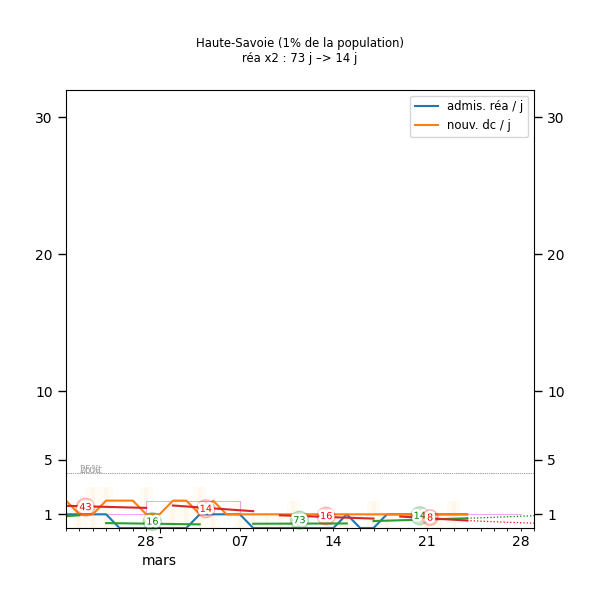 Haute-Savoie (1% de la population)
réa x2 : 73 j –> 14 j
admis. réa / j
nouv. dc / j
30 30
20 20
10 10
5 5
1 1
43 16 14 73 16 14 8
28 07 14 21 28
mars